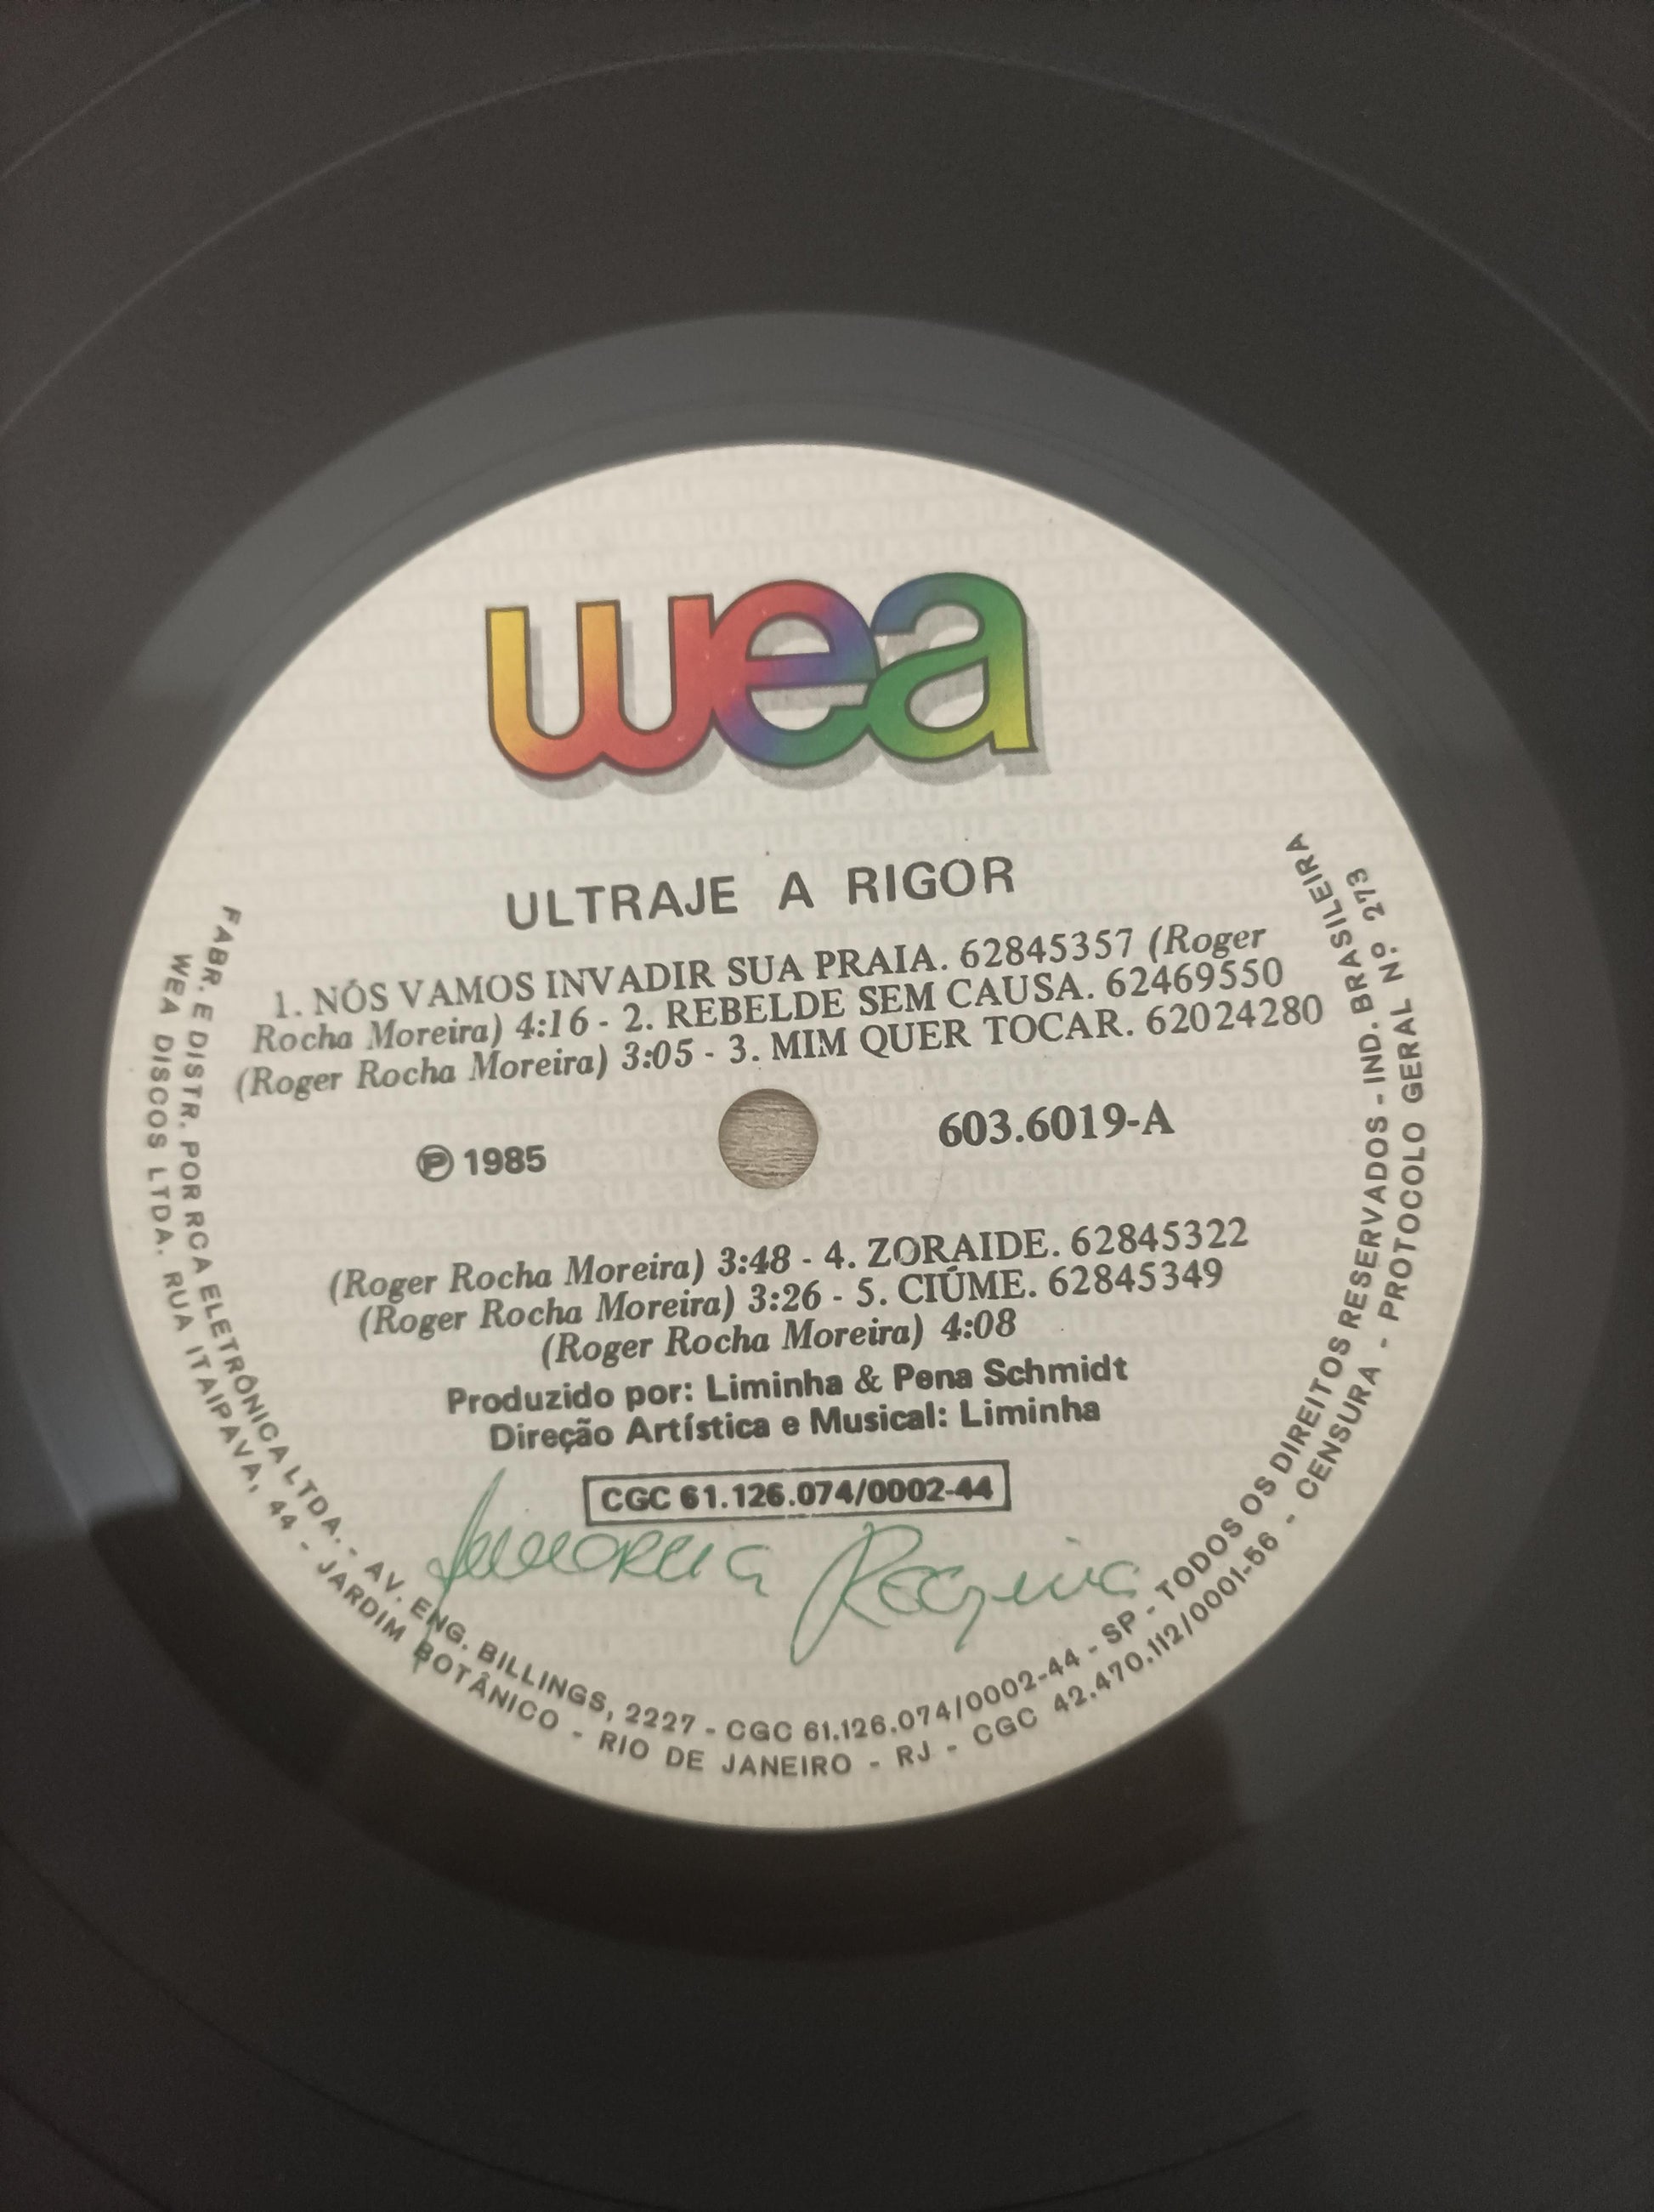 wea
ULTRAJE A RIGOR
1. NÓS VAMOS INVADIR SUA PRAIA. 62845357 (Roger
Rocha Moreira) 4:16 - 2. REBELDE SEM CAUSA. 62469550
(Roger Rocha Moreira) 3:05 - 3. MIM QUER TOCAR. 62024280
℗ 1985
603.6019-A
(Roger Rocha Moreira) 3:48 - 4. ZORAIDE. 62845322
(Roger Rocha Moreira) 3:26 - 5. CIÚME. 62845349
(Roger Rocha Moreira) 4:08
Produzido por: Liminha & Pena Schmidt
Direção Artística e Musical: Liminha
CGC 61.126.074/0002-44
FABR. E DISTR. POR RCA ELETRÔNICA LTDA. - AV. ENG. BILLINGS, 2227 - CGC 61.126.074/0002-44 - SP - TODOS OS DIREITOS RESERVADOS - IND. BRASILEIRA
WEA DISCOS LTDA. RUA ITAIPAVA, 44 - JARDIM BOTÂNICO - RIO DE JANEIRO - RJ - CGC 42.470.112/0001-56 - CENSURA - PROTOCOLO GERAL Nº 273